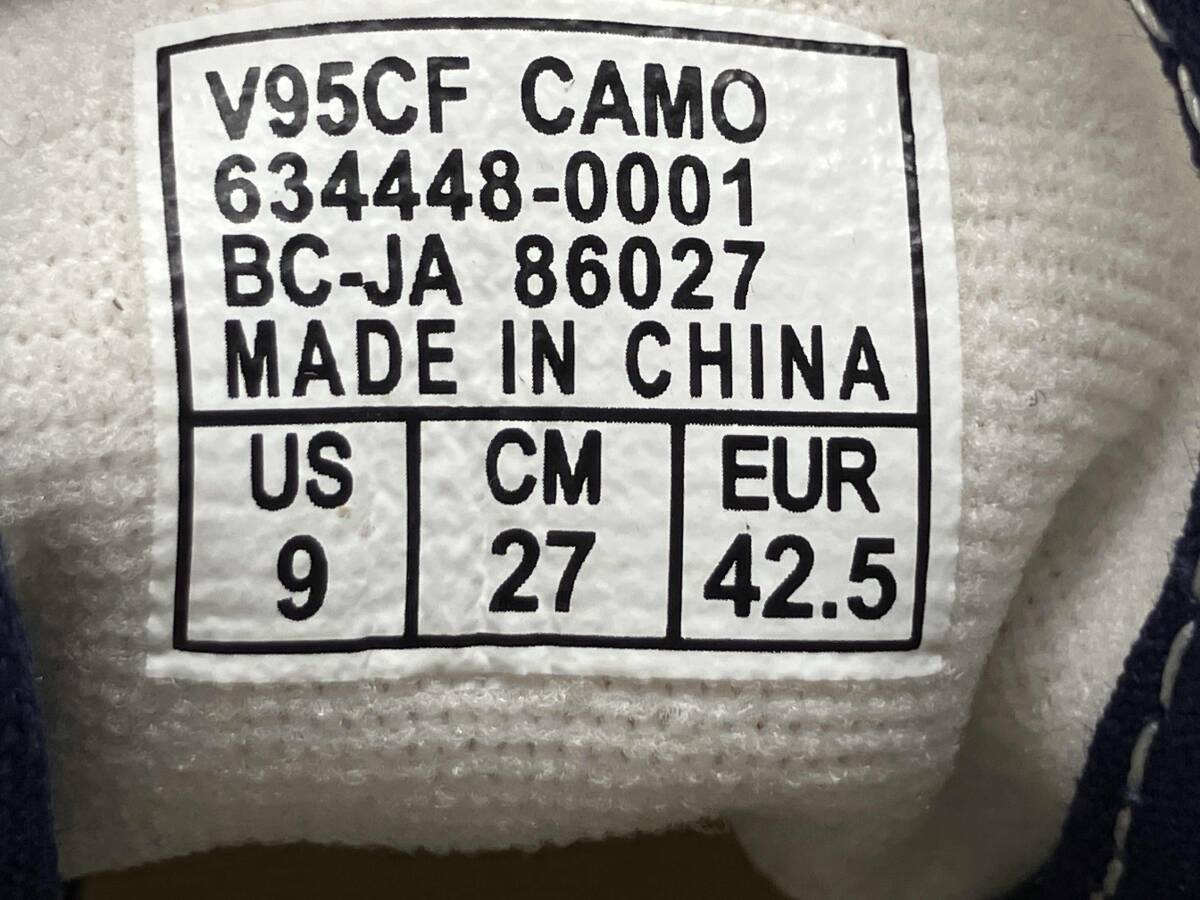 V95CF CAMO
634448-0001
BC-JA 86027
MADE IN CHINA
US CM EUR
9 27 42.5